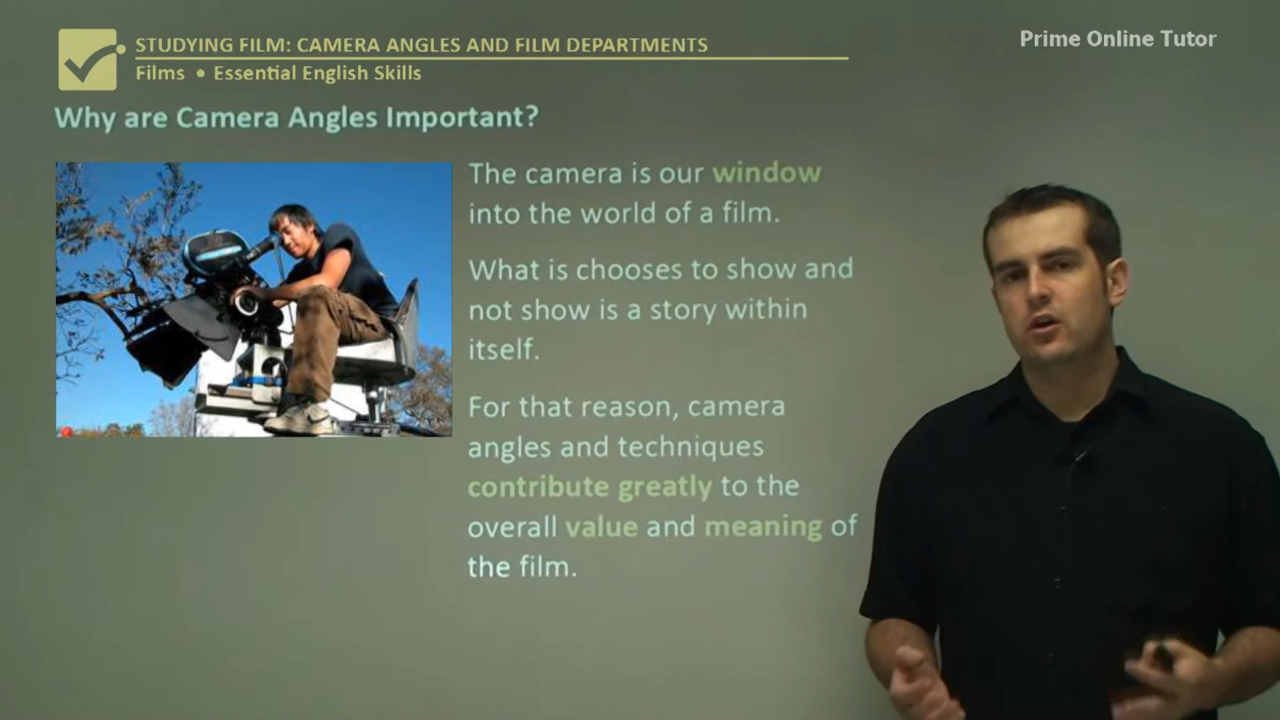 STUDYING FILM: CAMERA ANGLES AND FILM DEPARTMENTS
Prime Online Tutor
Films • Essential English Skills
Why are Camera Angles Important?
The camera is our window
into the world of a film.
What is chooses to show and
not show is a story within
itself.
For that reason, camera
angles and techniques
contribute greatly to the
overall value and meaning of
the film.